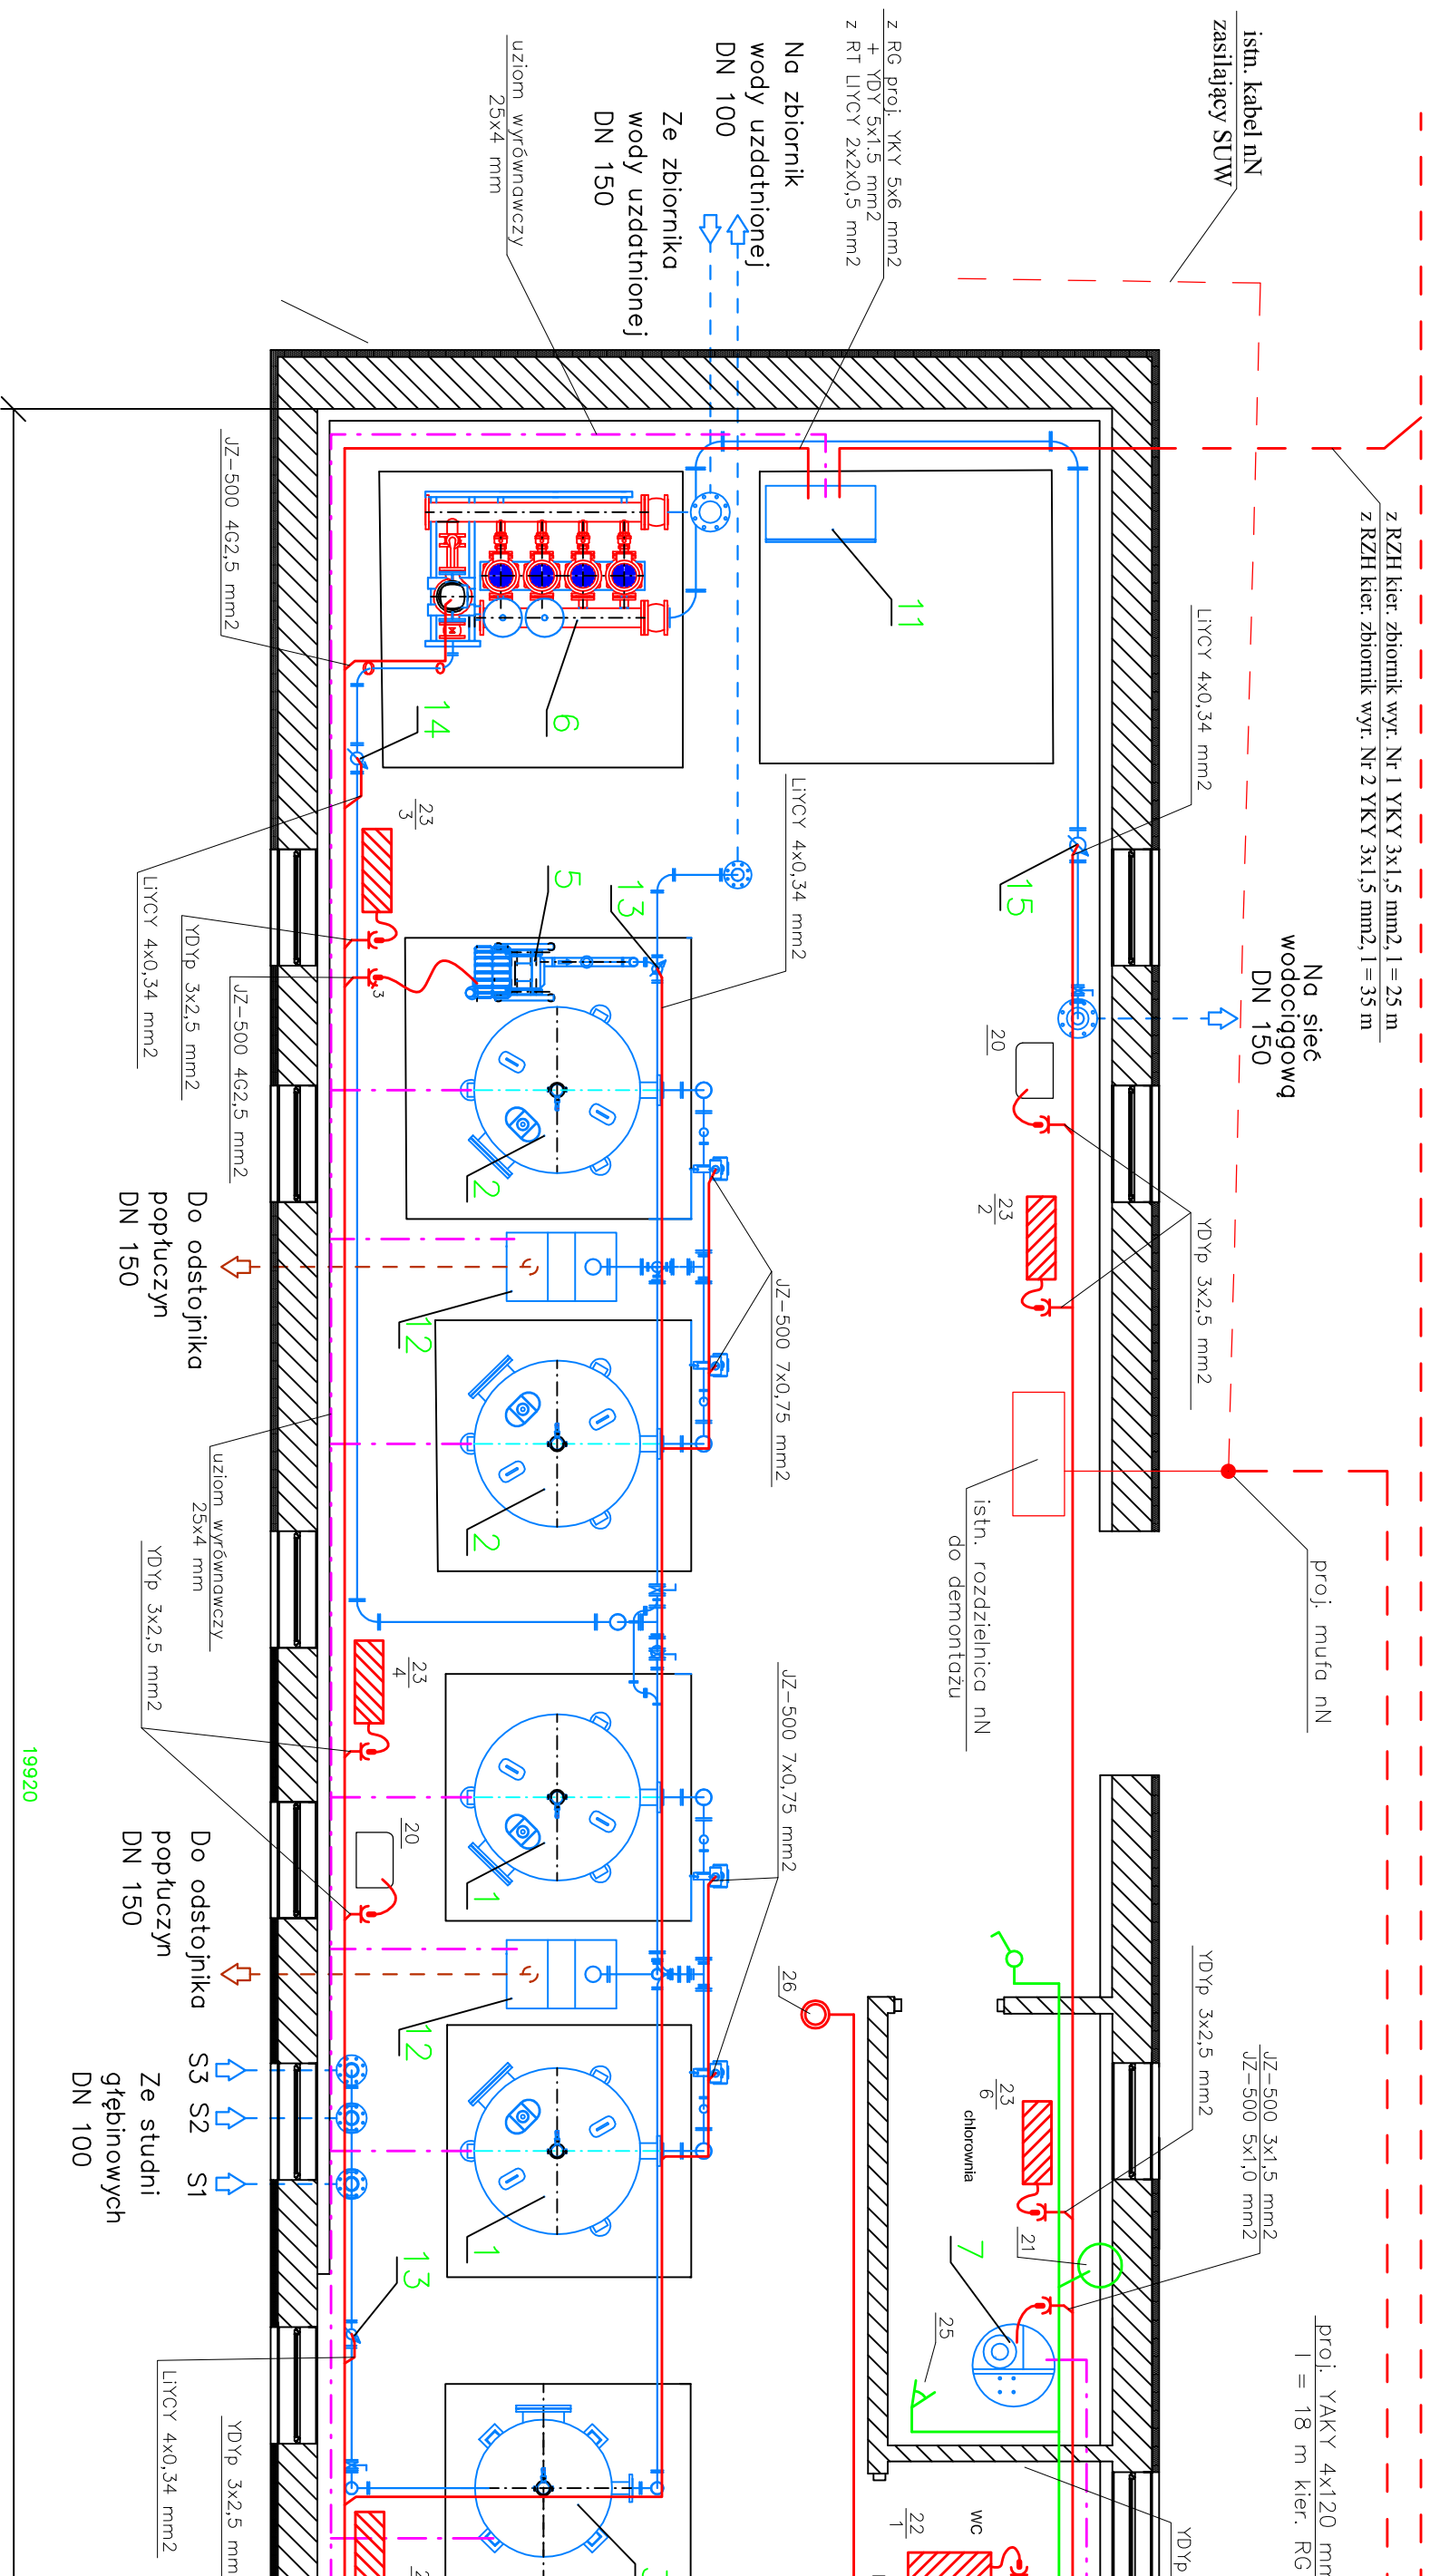 istn. kabel nN
zasilający SUW
z RG proj. YKY 5x6 mm2
+ YDY 5x1.5 mm2
z RT LIYCY 2x2x0,5 mm2
Na zbiornik
wody uzdatnionej
DN 100
Ze zbiornika
wody uzdatnionej
DN 150
uziom wyrównawczy
25x4 mm
z RZH kier. zbiornik wyr. Nr 1 YKY 3x1,5 mm2, l = 25 m
z RZH kier. zbiornik wyr. Nr 2 YKY 3x1,5 mm2, l = 35 m
LiYCY 4x0,34 mm2
JZ-500 4G2,5 mm2
11
6
14
15
23
3
5
13
LiYCY 4x0,34 mm2
Na sieć
wodociągową
DN 150
LiYCY 4x0,34 mm2
YDYp 3x2,5 mm2
JZ-500 4G2,5 mm2
3
20
23
2
YDYp 3x2,5 mm2
2
12
Do odstojnika
popłuczyn
DN 150
JZ-500 7x0,75 mm2
2
istn. rozdzielnica nN
do demontażu
proj. mufa nN
uziom wyrównawczy
25x4 mm
YDYp 3x2,5 mm2
23
4
JZ-500 7x0,75 mm2
19920
20
1
Do odstojnika
popłuczyn
DN 150
12
26
YDYp 3x2,5 mm2
JZ-500 3x1,5 mm2
JZ-500 5x1,0 mm2
23
6
chlorownia
S3
S2
S1
Ze studni
głębinowych
DN 100
1
7
21
25
13
LiYCY 4x0,34 mm2
YDYp 3x2,5 mm
proj. YAKY 4x120 mm
l = 18 m kier. RG
22
1
WC
YDYp